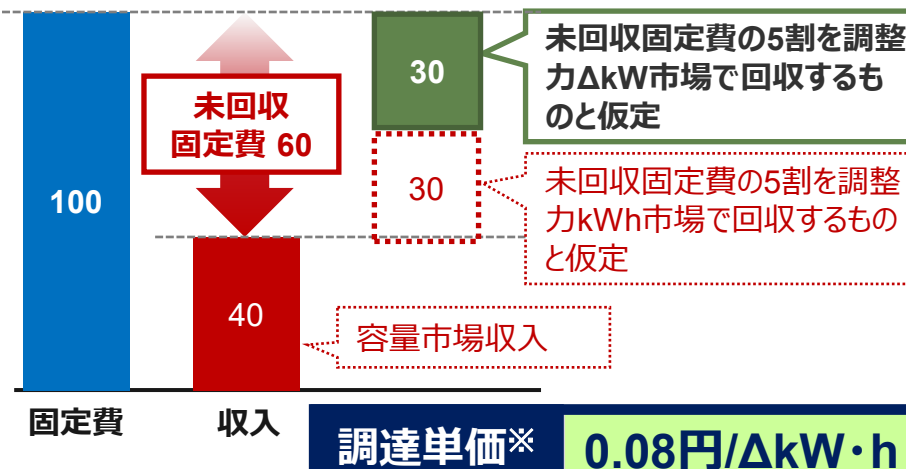 30
未回収固定費の5割を調整
力ΔkW市場で回収するも
のと仮定
未回収
固定費 60
100
30
未回収固定費の5割を調整
力kWh市場で回収するもの
と仮定
40
容量市場収入
固定費
収入
調達単価※
0.08円/ΔkW・h